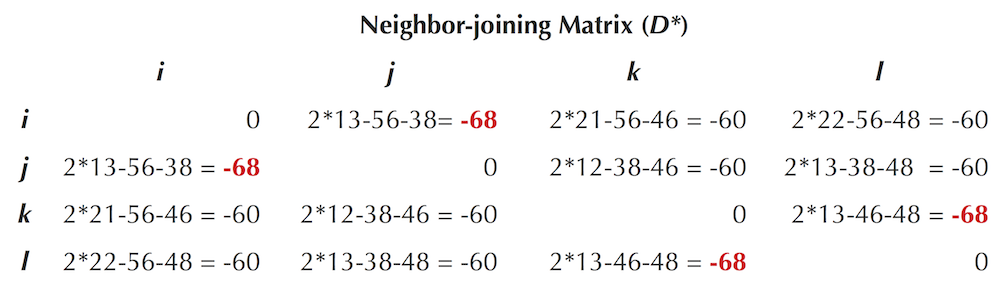 Neighbor-joining Matrix (D*)
i j k l
i 0 2*13-56-38= -68 2*21-56-46 = -60 2*22-56-48 = -60
j 2*13-56-38 = -68 0 2*12-38-46 = -60 2*13-38-48 = -60
k 2*21-56-46 = -60 2*12-38-46 = -60 0 2*13-46-48 = -68
l 2*22-56-48 = -60 2*13-38-48 = -60 2*13-46-48 = -68 0